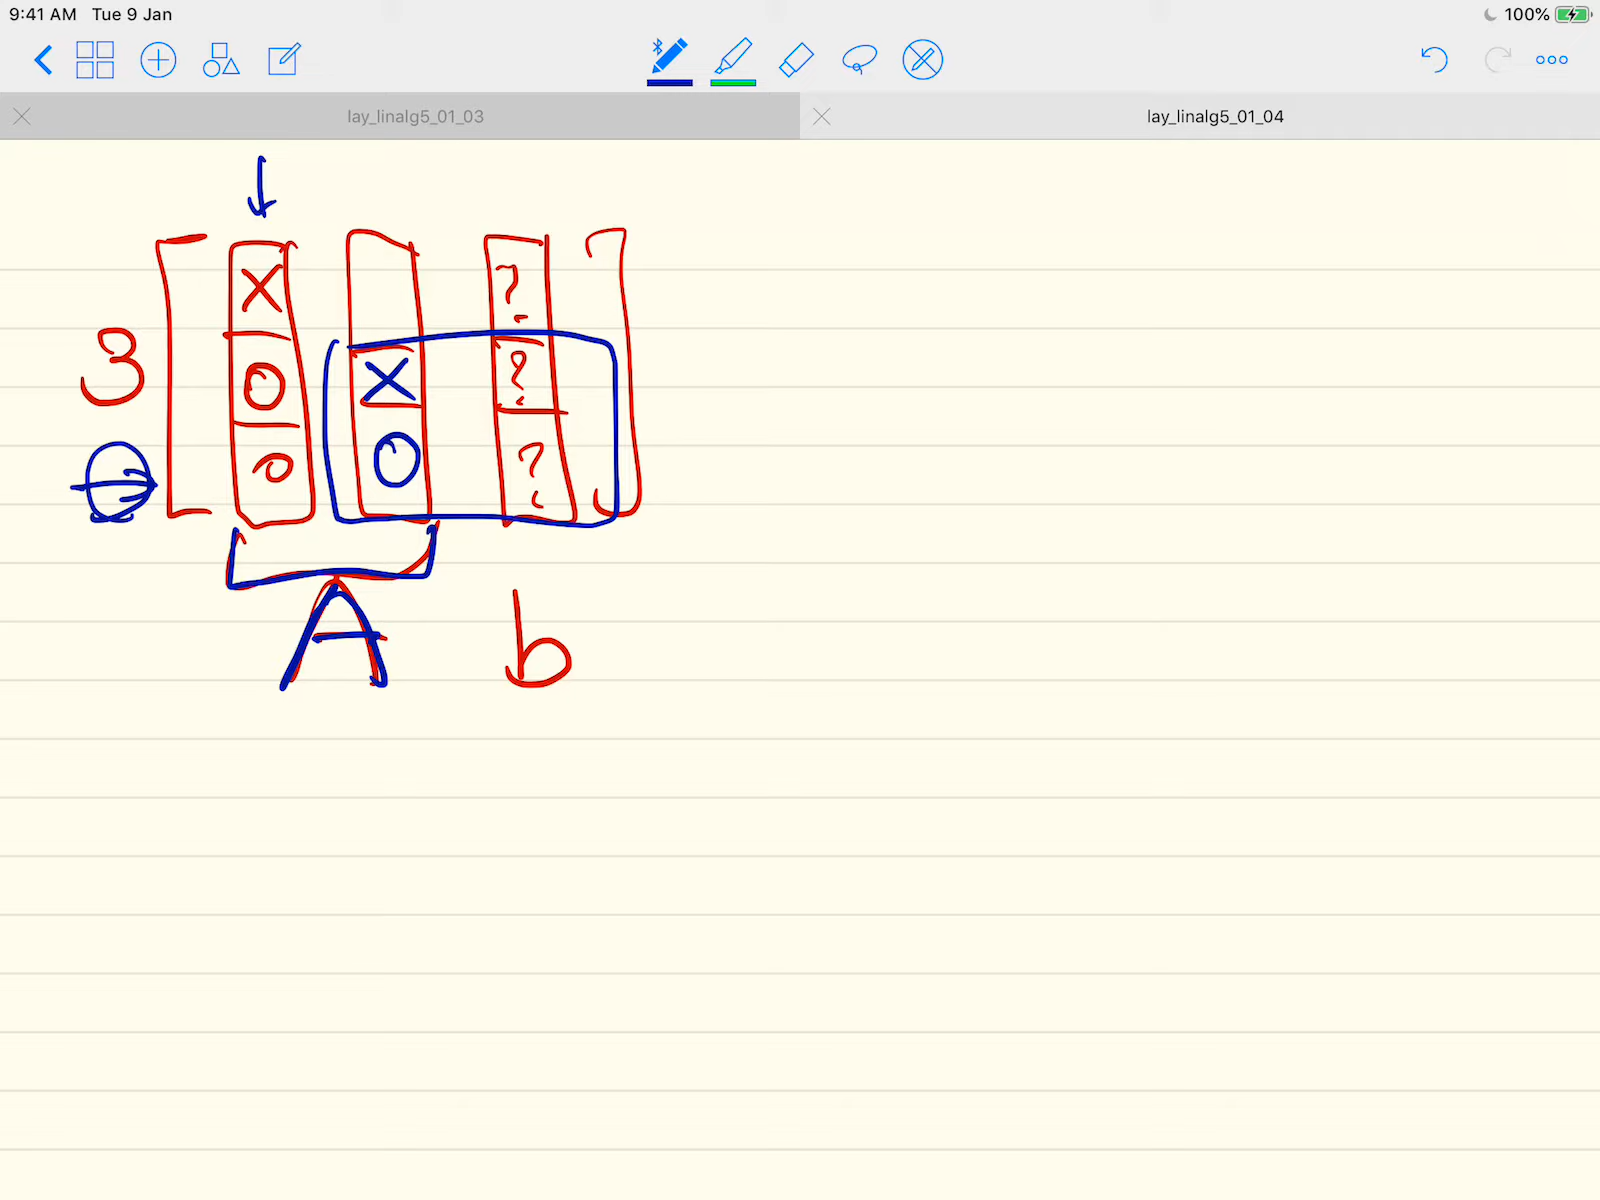 9:41 AM Tue 9 Jan 100%
lay_linalg5_01_03 lay_linalg5_01_04
X ?
3 O X ?
O O ?
A b